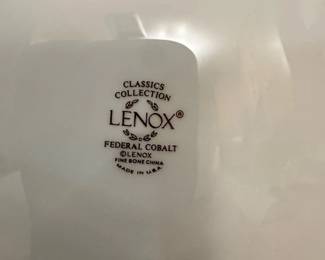 CLASSICS
COLLECTION
LENOX®
FEDERAL COBALT
©LENOX
FINE BONE CHINA
MADE IN U.S.A.